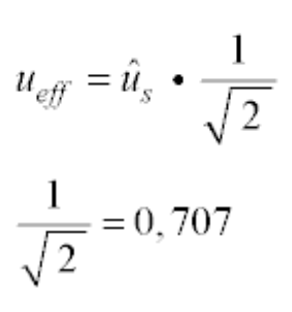 u_eff = û_s • 1/√2
1/√2 = 0,707